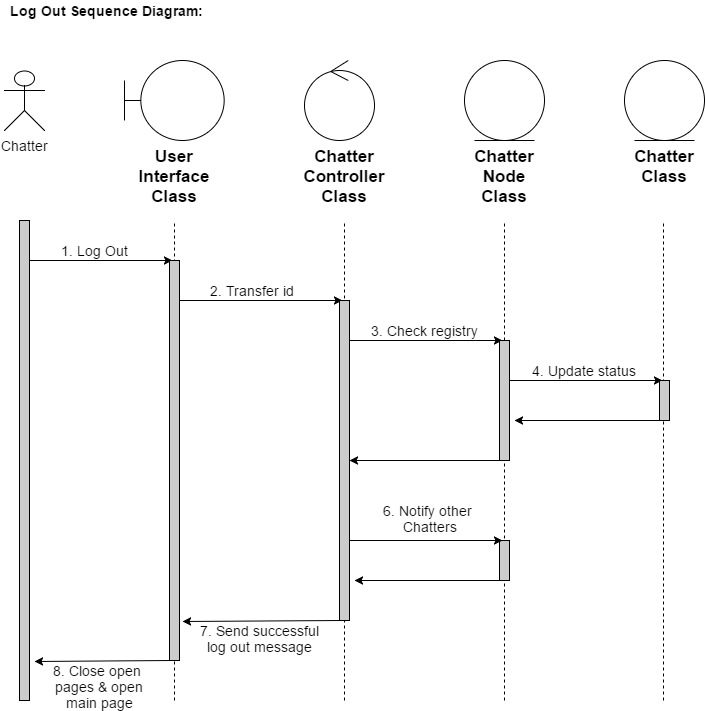 Log Out Sequence Diagram:
Chatter
User
Interface
Class
Chatter
Controller
Class
Chatter
Node
Class
Chatter
Class
1. Log Out
2. Transfer id
3. Check registry
4. Update status
6. Notify other
Chatters
7. Send successful
log out message
8. Close open
pages & open
main page